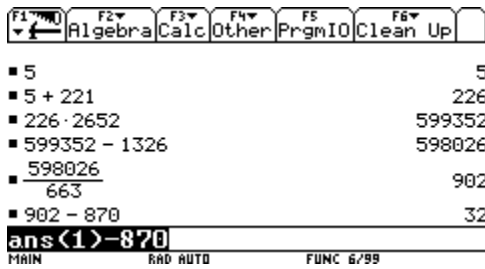 F1 F2 F3 F4 F5 F6
Algebra Calc Other PrgmIO Clean Up
5 5
5 + 221 226
226 · 2652 599352
599352 - 1326 598026
598026
663
902
902 - 870 32
ans(1)-870
MAIN RAD AUTO FUNC 6/99